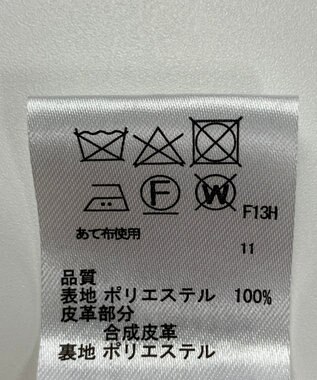 F W F13H
あて布使用
11
品質
表地 ポリエステル 100%
皮革部分
合成皮革
裏地 ポリエステル